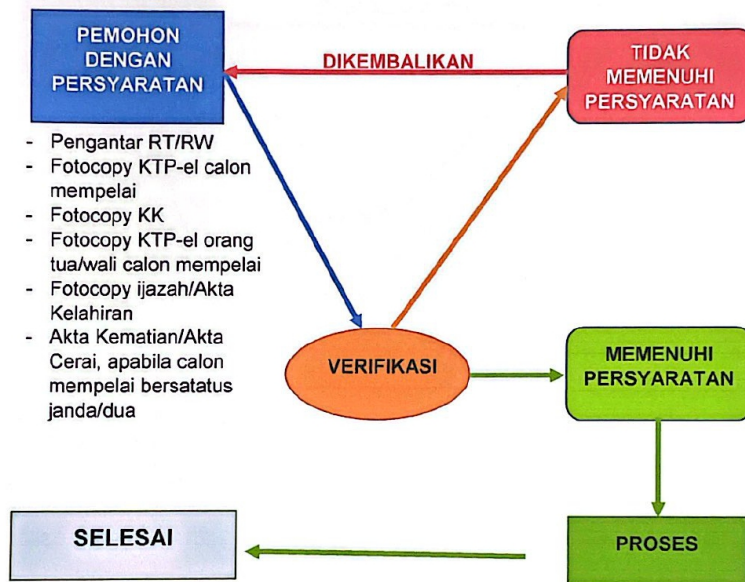 PEMOHON
DENGAN
PERSYARATAN
DIKEMBALIKAN
TIDAK
MEMENUHI
PERSYARATAN
- Pengantar RT/RW
- Fotocopy KTP-el calon
mempelai
- Fotocopy KK
- Fotocopy KTP-el orang
tua/wali calon mempelai
- Fotocopy ijazah/Akta
Kelahiran
- Akta Kematian/Akta
Cerai, apabila calon
mempelai bersatatus
janda/dua
VERIFIKASI
MEMENUHI
PERSYARATAN
PROSES
SELESAI